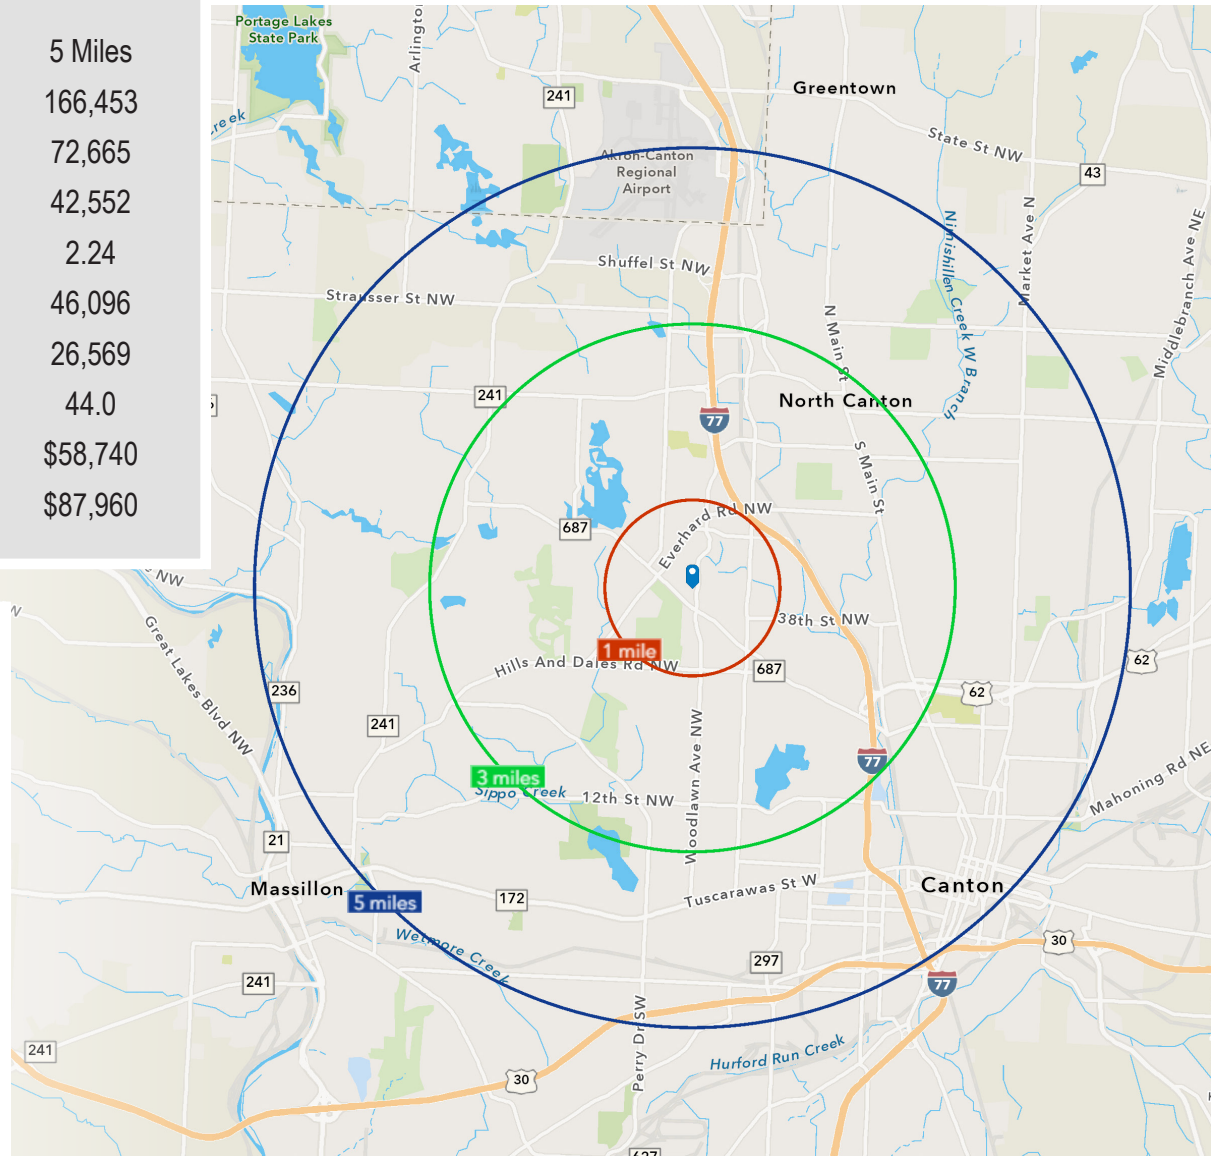 5 Miles
166,453
72,665
42,552
2.24
46,096
26,569
44.0
$58,740
$87,960
Portage Lakes
State Park
Arlington
241
Greentown
reek
State St NW
43
Akron-Canton
Regional
Airport
Market Ave N
Middlebranch Ave NE
Nimishillen Creek W Branch
Shuffel St NW
Strausser St NW
N Main St
241
North Canton
77
S Main St
687
Everhard Rd NW
NW
W
Great Lakes Blvd NW
38th St NW
1 mile
Hills And Dales Rd NW
687
62
236
62
241
Woodlawn Ave NW
77
3 miles
Sippo Creek
12th St NW
Mahoning Rd NE
21
Massillon
5 miles
172
Tuscarawas St W
Canton
Wetmore Creek
297
30
241
77
Perry Dr SW
241
Hurford Run Creek
30
627